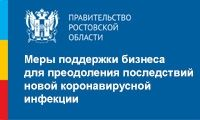 ПРАВИТЕЛЬСТВО
РОСТОВСКОЙ
ОБЛАСТИ
Меры поддержки бизнеса
для преодоления последствий
новой коронавирусной
инфекции